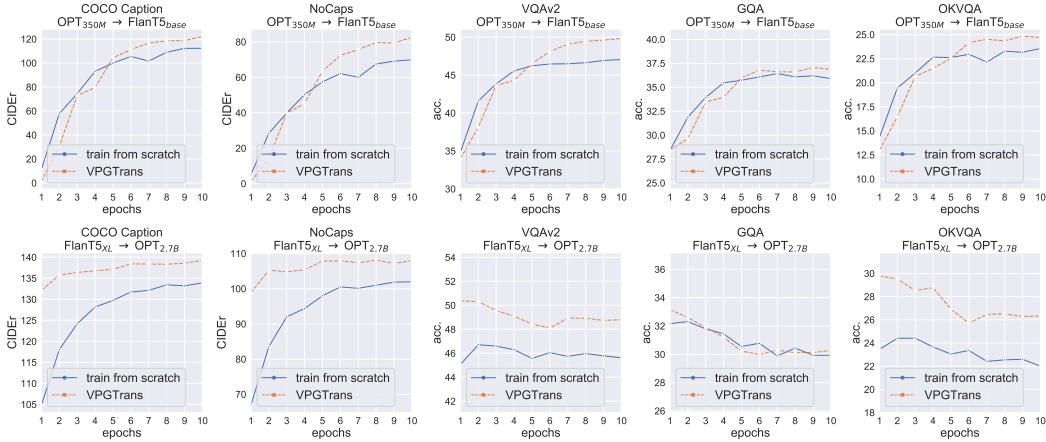 COCO Caption
OPT350M → FlanT5base
120
100
80
60
40
20
0
CIDEr
train from scratch
VPGTrans
1 2 3 4 5 6 7 8 9 10
epochs
NoCaps
OPT350M → FlanT5base
80
60
40
20
0
CIDEr
train from scratch
VPGTrans
1 2 3 4 5 6 7 8 9 10
epochs
VQAv2
OPT350M → FlanT5base
50
45
40
35
30
acc.
train from scratch
VPGTrans
1 2 3 4 5 6 7 8 9 10
epochs
GQA
OPT350M → FlanT5base
40.0
37.5
35.0
32.5
30.0
27.5
25.0
acc.
train from scratch
VPGTrans
1 2 3 4 5 6 7 8 9 10
epochs
OKVQA
OPT350M → FlanT5base
25.0
22.5
20.0
17.5
15.0
12.5
10.0
acc.
train from scratch
VPGTrans
1 2 3 4 5 6 7 8 9 10
epochs
COCO Caption
FlanT5XL → OPT2.7B
140
135
130
125
120
115
110
105
CIDEr
train from scratch
VPGTrans
1 2 3 4 5 6 7 8 9 10
epochs
NoCaps
FlanT5XL → OPT2.7B
110
100
90
80
70
CIDEr
train from scratch
VPGTrans
1 2 3 4 5 6 7 8 9 10
epochs
VQAv2
FlanT5XL → OPT2.7B
54
52
50
48
46
44
42
acc.
train from scratch
VPGTrans
1 2 3 4 5 6 7 8 9 10
epochs
GQA
FlanT5XL → OPT2.7B
36
34
32
30
28
26
acc.
train from scratch
VPGTrans
1 2 3 4 5 6 7 8 9 10
epochs
OKVQA
FlanT5XL → OPT2.7B
30
28
26
24
22
20
18
acc.
train from scratch
VPGTrans
1 2 3 4 5 6 7 8 9 10
epochs